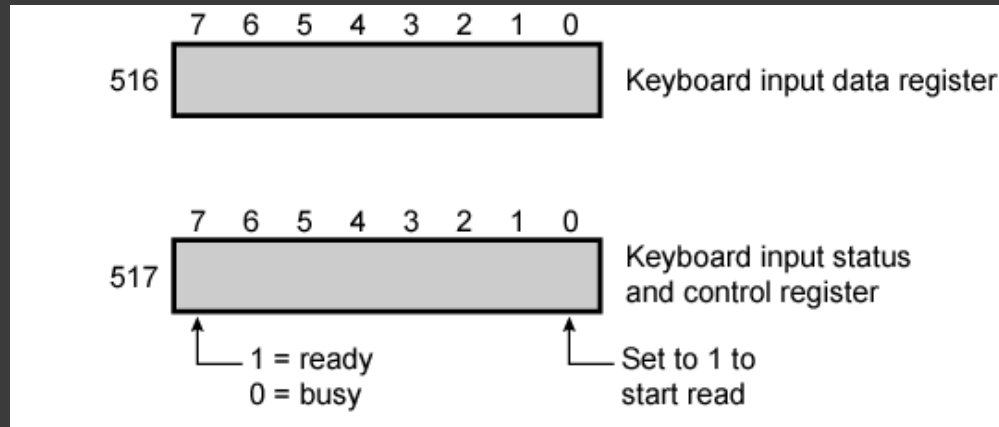 7 6 5 4 3 2 1 0
516 Keyboard input data register
7 6 5 4 3 2 1 0
517 Keyboard input status
and control register
1 = ready
0 = busy
Set to 1 to
start read